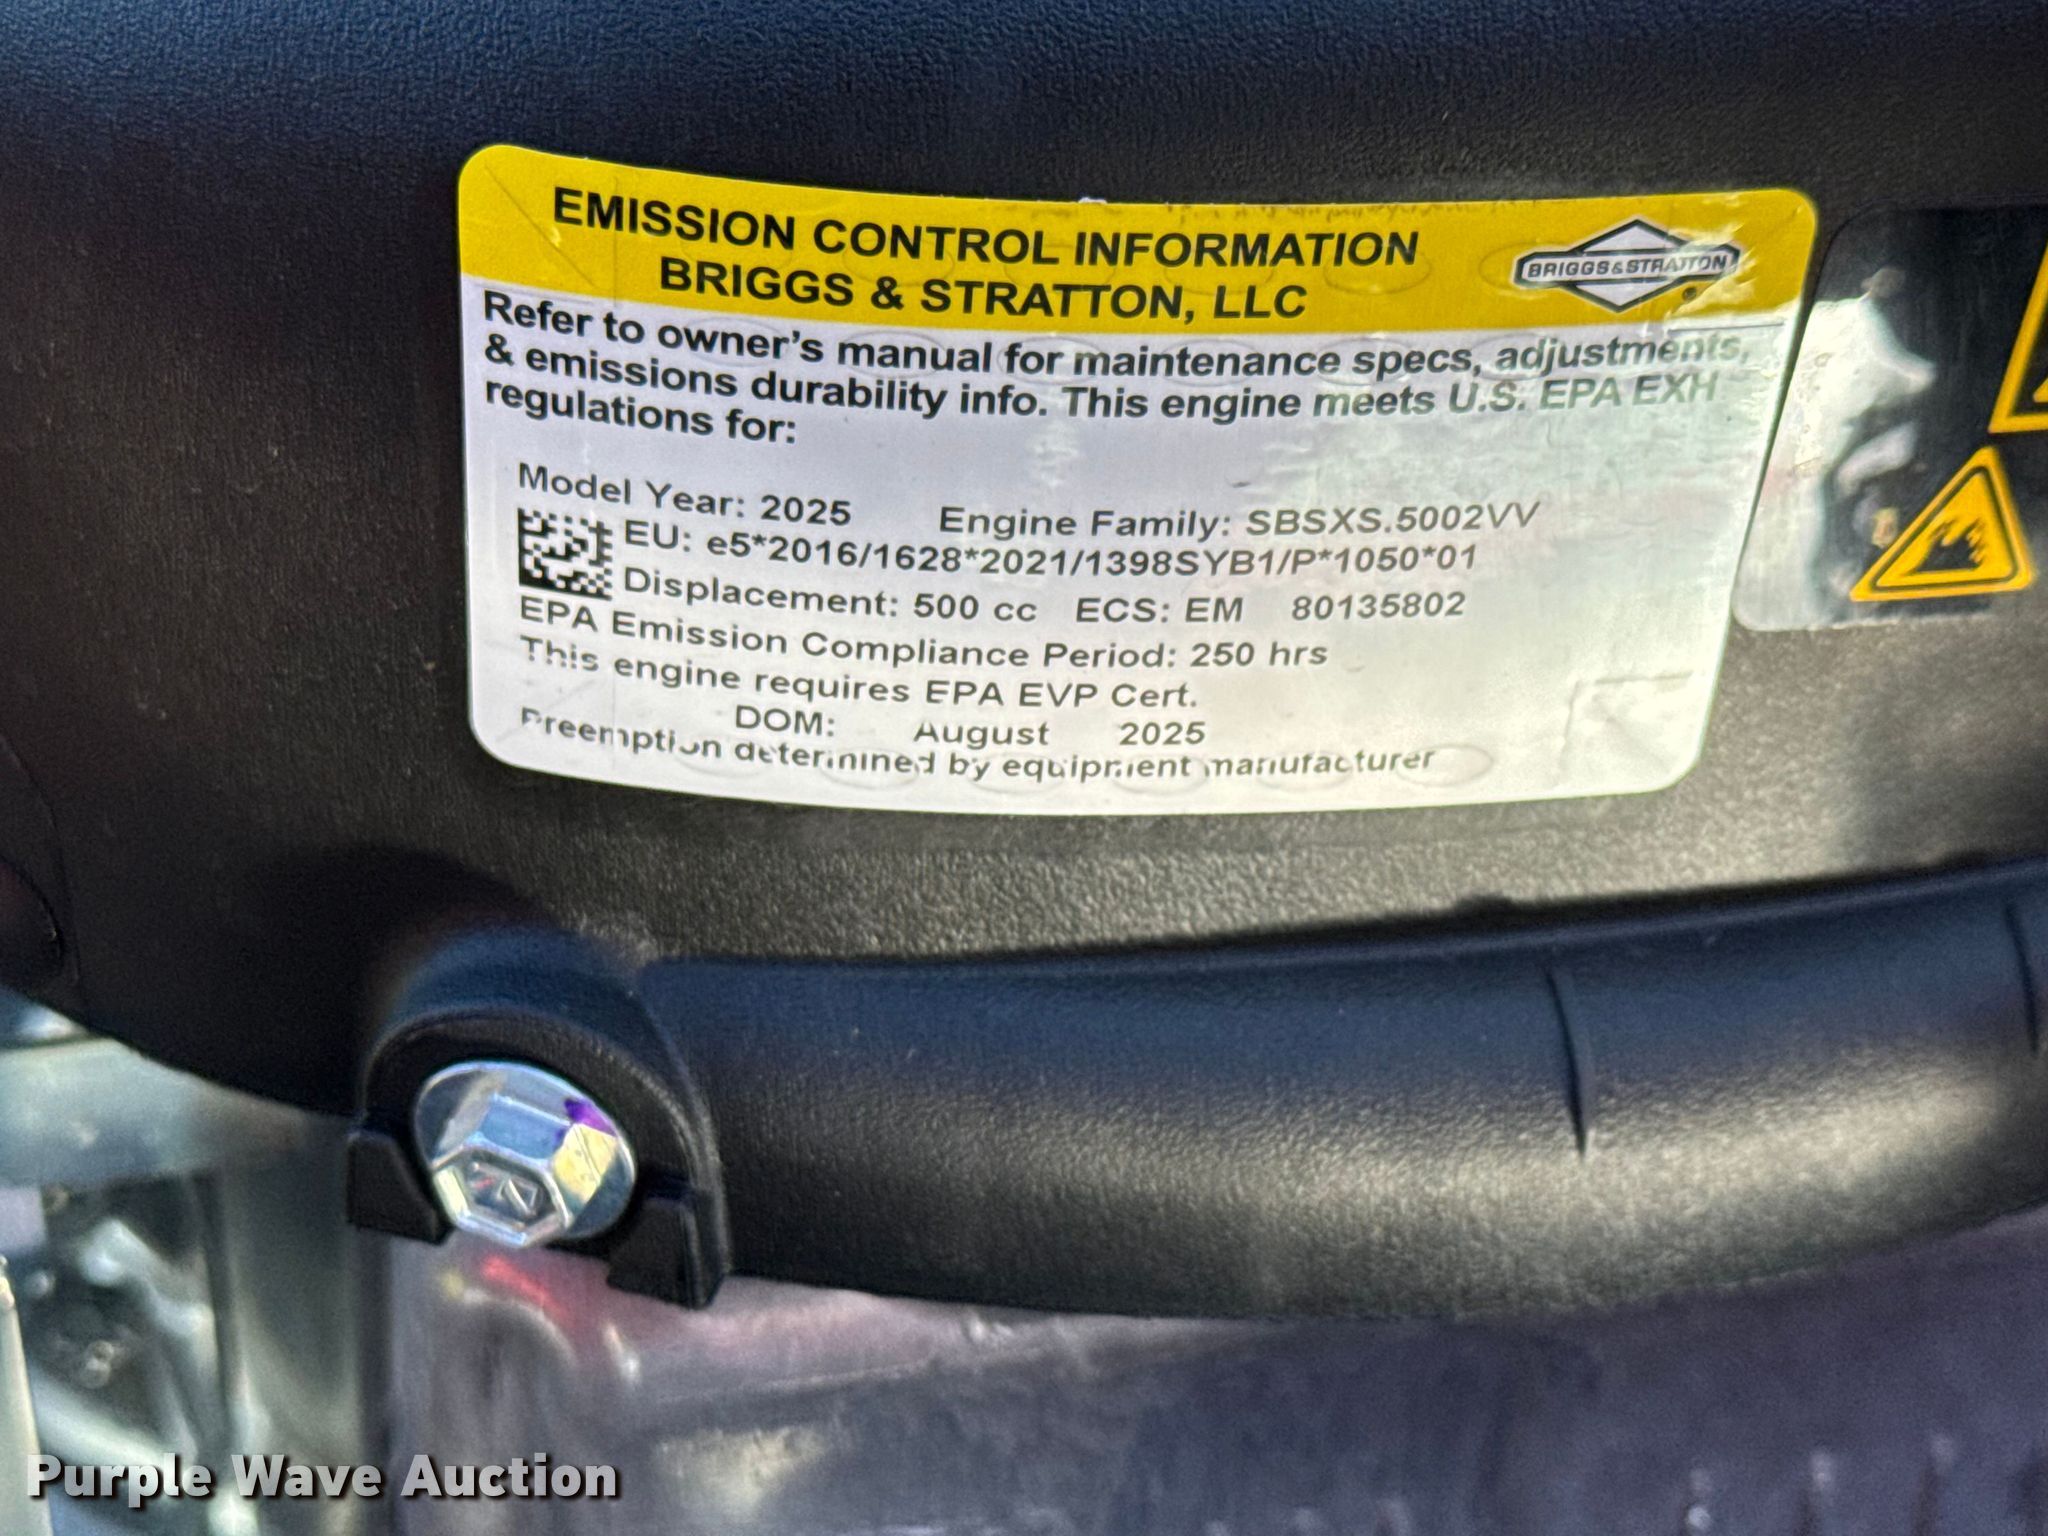 EMISSION CONTROL INFORMATION
BRIGGS & STRATTON, LLC
BRIGGS&STRATTON
®
Refer to owner's manual for maintenance specs, adjustments,
& emissions durability info. This engine meets U.S. EPA EXH
regulations for:
Model Year: 2025 Engine Family: SBSXS.5002VV
EU: e5*2016/1628*2021/1398SYB1/P*1050*01
Displacement: 500 cc ECS: EM 80135802
EPA Emission Compliance Period: 250 hrs
This engine requires EPA EVP Cert.
DOM: August 2025
Preemption determined by equipment manufacturer
Purple Wave Auction